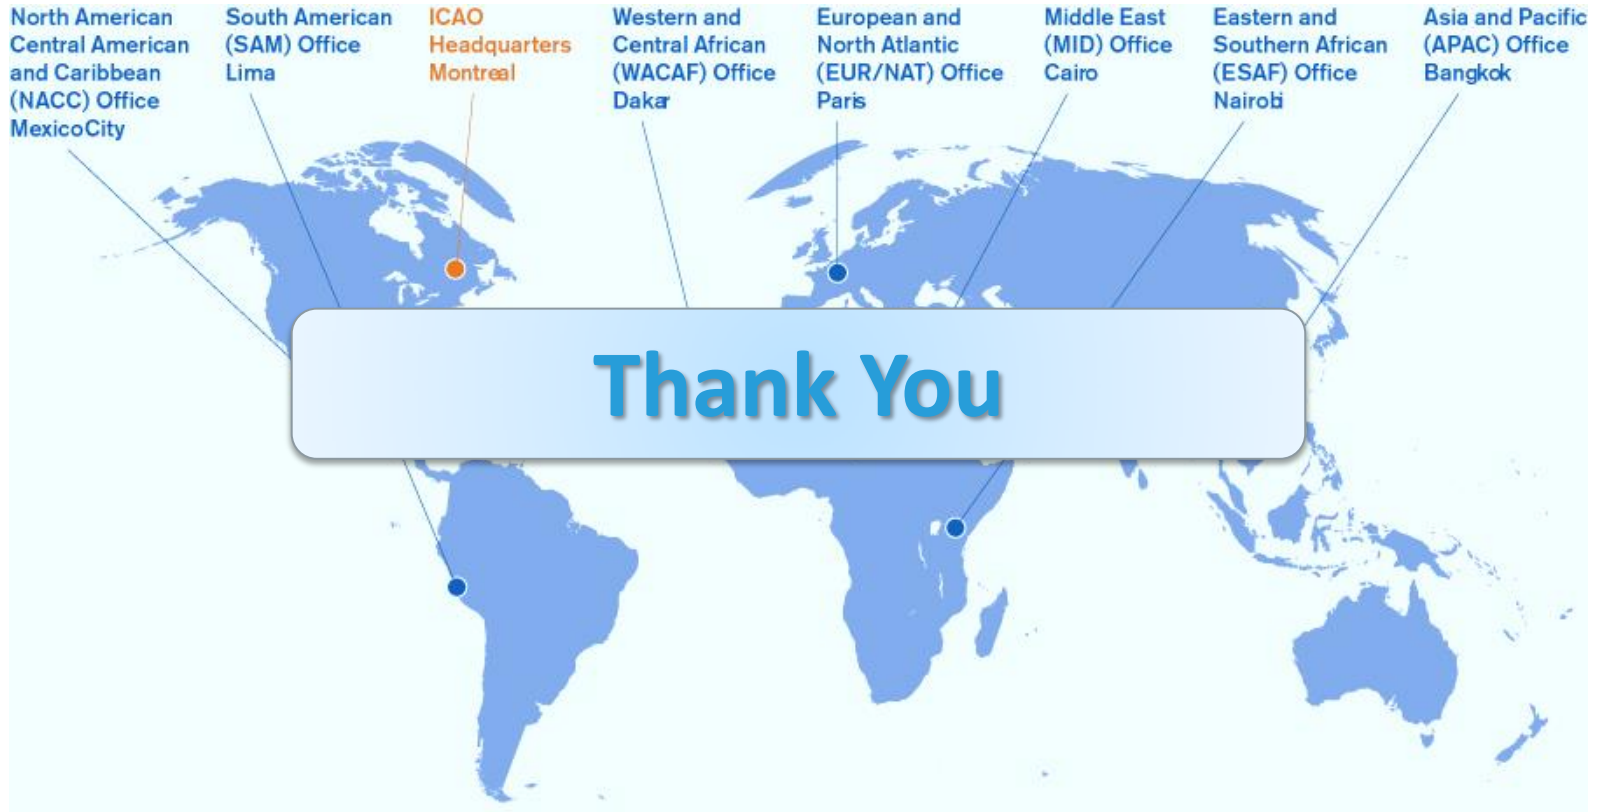 North American
Central American
and Caribbean
(NACC) Office
MexicoCity
South American
(SAM) Office
Lima
ICAO
Headquarters
Montreal
Western and
Central African
(WACAF) Office
Dakar
European and
North Atlantic
(EUR/NAT) Office
Paris
Middle East
(MID) Office
Cairo
Eastern and
Southern African
(ESAF) Office
Nairobi
Asia and Pacific
(APAC) Office
Bangkok
Thank You